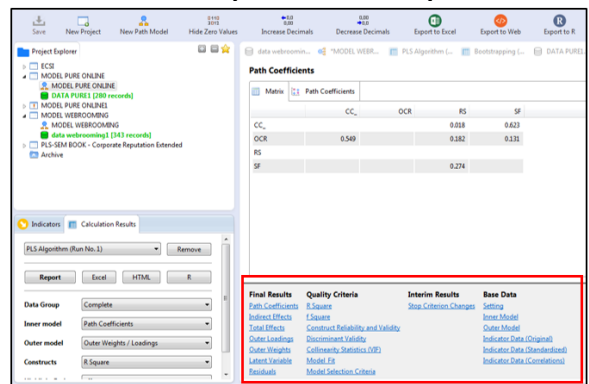 Save New Project New Path Model Hide Zero Values Increase Decimals Decrease Decimals Export to Excel Export to Web Export to R
Project Explorer
ECSI
MODEL PURE ONLINE
MODEL PURE ONLINE
DATA PURE1 [280 records]
MODEL PURE ONLINE1
MODEL WEBROOMING
MODEL WEBROOMING
data webrooming1 [343 records]
PLS-SEM BOOK - Corporate Reputation Extended
Archive
data webroomin... *MODEL WEBR... PLS Algorithm (... Bootstrapping (... DATA PURE1.
Path Coefficients
Matrix Path Coefficients
CC_ OCR RS SF
CC_ 0.018 0.623
OCR 0.549 0.182 0.131
RS
SF 0.274
Indicators Calculation Results
PLS Algorithm (Run No. 1) Remove
Report Excel HTML R
Data Group Complete
Inner model Path Coefficients
Outer model Outer Weights / Loadings
Constructs R Square
Final Results Quality Criteria Interim Results Base Data
Path Coefficients R Square Stop Criterion Changes Setting
Indirect Effects f Square Inner Model
Total Effects Construct Reliability and Validity Outer Model
Outer Loadings Discriminant Validity Indicator Data (Original)
Outer Weights Collinearity Statistics (VIF) Indicator Data (Standardized)
Latent Variable Model Fit Indicator Data (Correlations)
Residuals Model Selection Criteria